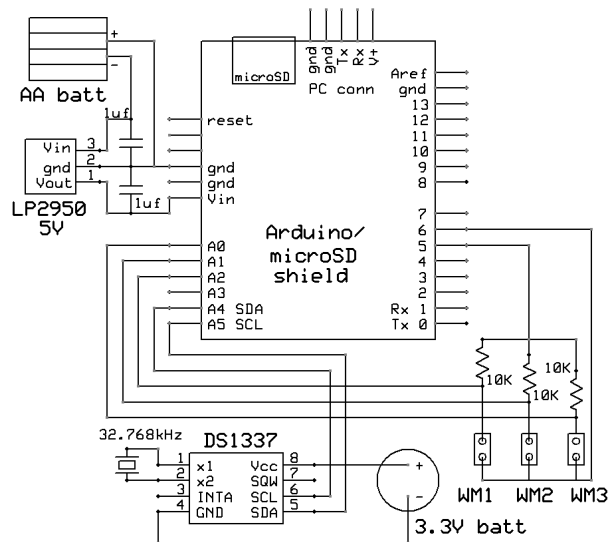 +
-
AA batt
1uf
Vin 3
gnd 2
Vout 1
LP2950
5V
1uf
gnd
gnd
Tx
Rx
V+
microSD
PC conn
reset
gnd
gnd
Vin
A0
A1
A2
A3
A4 SDA
A5 SCL
Arduino/
microSD
shield
Aref
gnd
13
12
11
10
9
8
7
6
5
4
3
2
Rx 1
Tx 0
10K
10K
10K
WM1
WM2
WM3
32.768kHz
DS1337
1 x1 Vcc 8
2 x2 SQW 7
3 INTA SCL 6
4 GND SDA 5
+
-
3.3V batt